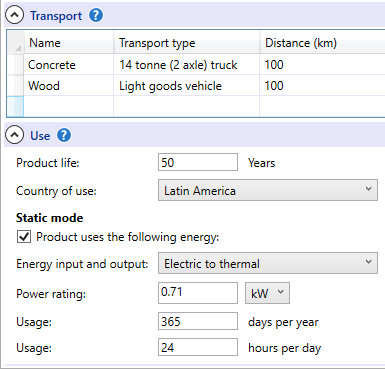 Transport ?
Name Transport type Distance (km)
Concrete 14 tonne (2 axle) truck 100
Wood Light goods vehicle 100
Use ?
Product life: 50 Years
Country of use: Latin America
Static mode
Product uses the following energy:
Energy input and output: Electric to thermal
Power rating: 0.71 kW
Usage: 365 days per year
Usage: 24 hours per day